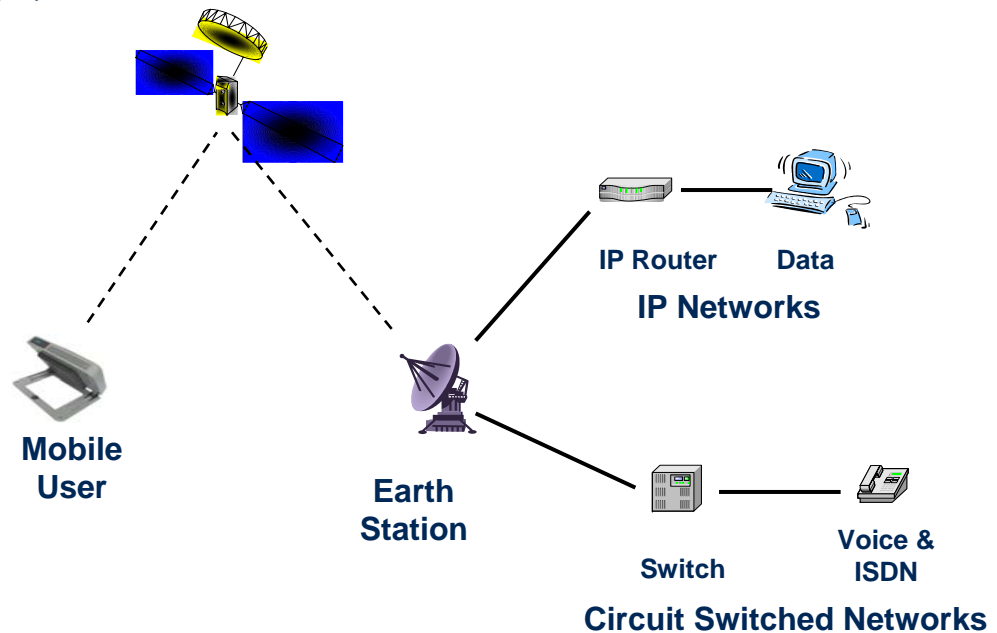 IP Router
Data
IP Networks
Mobile
User
Earth
Station
Switch
Voice &
ISDN
Circuit Switched Networks